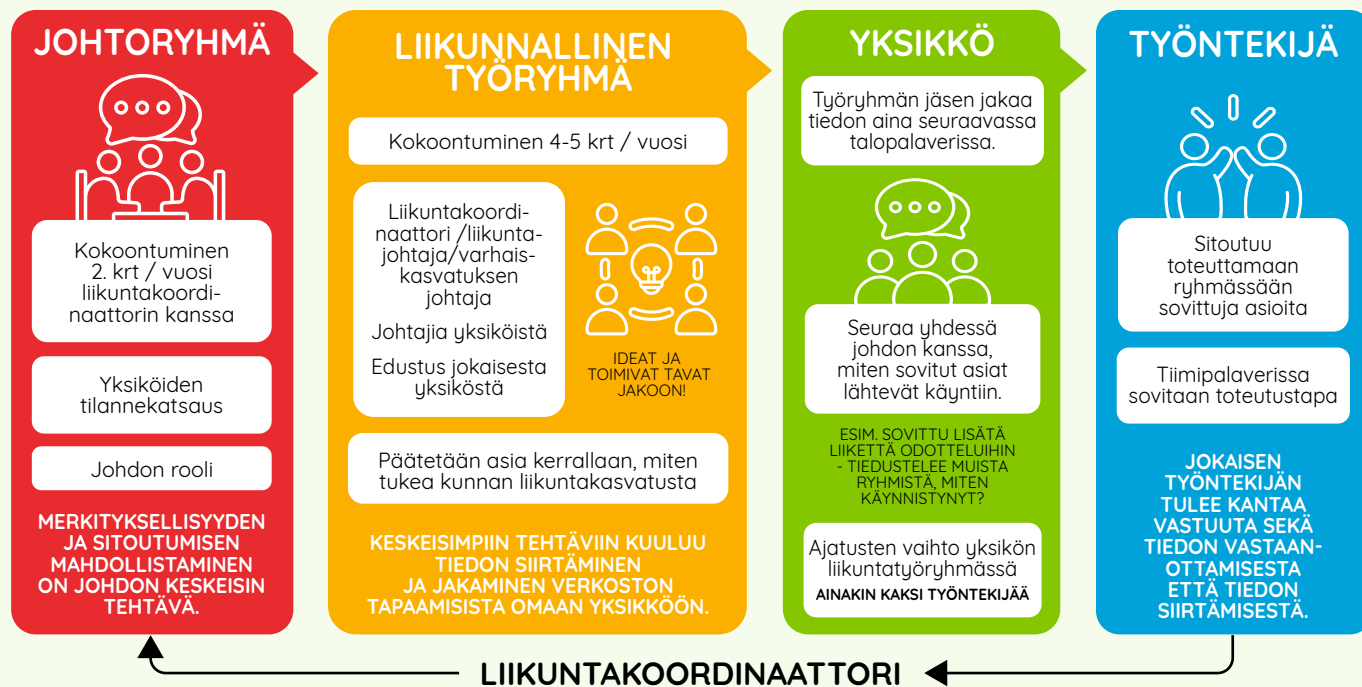 JOHTORYHMÄ
Kokoontuminen
2. krt / vuosi
liikuntakoordi-
naattorin kanssa
Yksiköiden
tilannekatsaus
Johdon rooli
MERKITYKSELLISYYDEN
JA SITOUTUMISEN
MAHDOLLISTAMINEN
ON JOHDON KESKEISIN
TEHTÄVÄ.
LIIKUNNALLINEN
TYÖRYHMÄ
Kokoontuminen 4-5 krt / vuosi
Liikuntakoordi-
naattori /liikunta-
johtaja/varhais-
kasvatuksen
johtaja
Johtajia yksiköistä
Edustus jokaisesta
yksiköstä
IDEAT JA
TOIMIVAT TAVAT
JAKOON!
Päätetään asia kerrallaan, miten
tukea kunnan liikuntakasvatusta
KESKEISIMPIIN TEHTÄVIIN KUULUU
TIEDON SIIRTÄMINEN
JA JAKAMINEN VERKOSTON
TAPAAMISISTA OMAAN YKSIKKÖÖN.
YKSIKKÖ
Työryhmän jäsen jakaa
tiedon aina seuraavassa
talopalaverissa.
Seuraa yhdessä
johdon kanssa,
miten sovitut asiat
lähtevät käyntiin.
ESIM. SOVITTU LISÄTÄ
LIIKETTÄ ODOTTELUIHIN
- TIEDUSTELEE MUISTA
RYHMISTÄ, MITEN
KÄYNNISTYNYT?
Ajatusten vaihto yksikön
liikuntatyöryhmässä
AINAKIN KAKSI TYÖNTEKIJÄÄ
TYÖNTEKIJÄ
Sitoutuu
toteuttamaan
ryhmässään
sovittuja asioita
Tiimipalaverissa
sovitaan toteutustapa
JOKAISEN
TYÖNTEKIJÄN
TULEE KANTAA
VASTUUTA SEKÄ
TIEDON VASTAAN-
OTTAMISESTA
ETTÄ TIEDON
SIIRTÄMISESTÄ.
LIIKUNTAKOORDINAATTORI